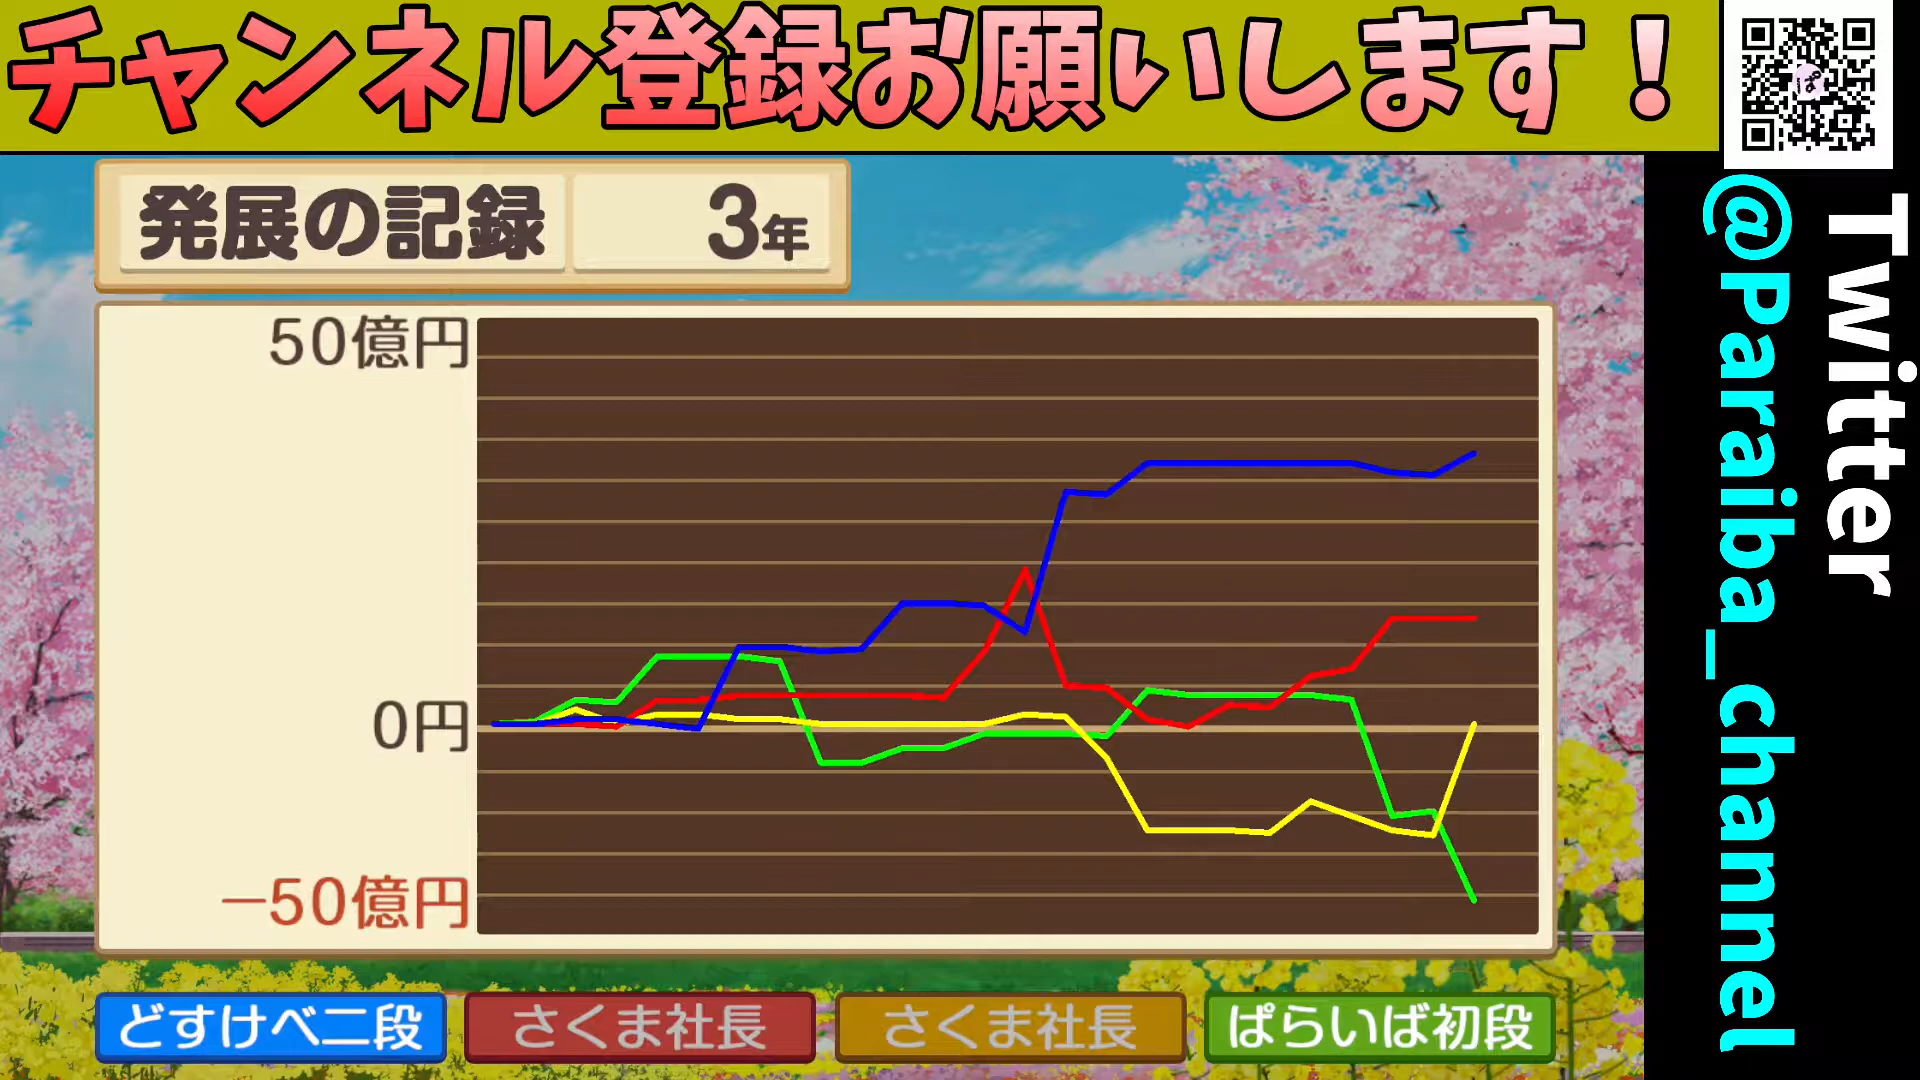 チャンネル登録お願いします！
発展の記録 3年
50億円
0円
－50億円
どすけべ二段 さくま社長 さくま社長 ぱらいば初段
Twitter
@Paraiba_channel
ぱ